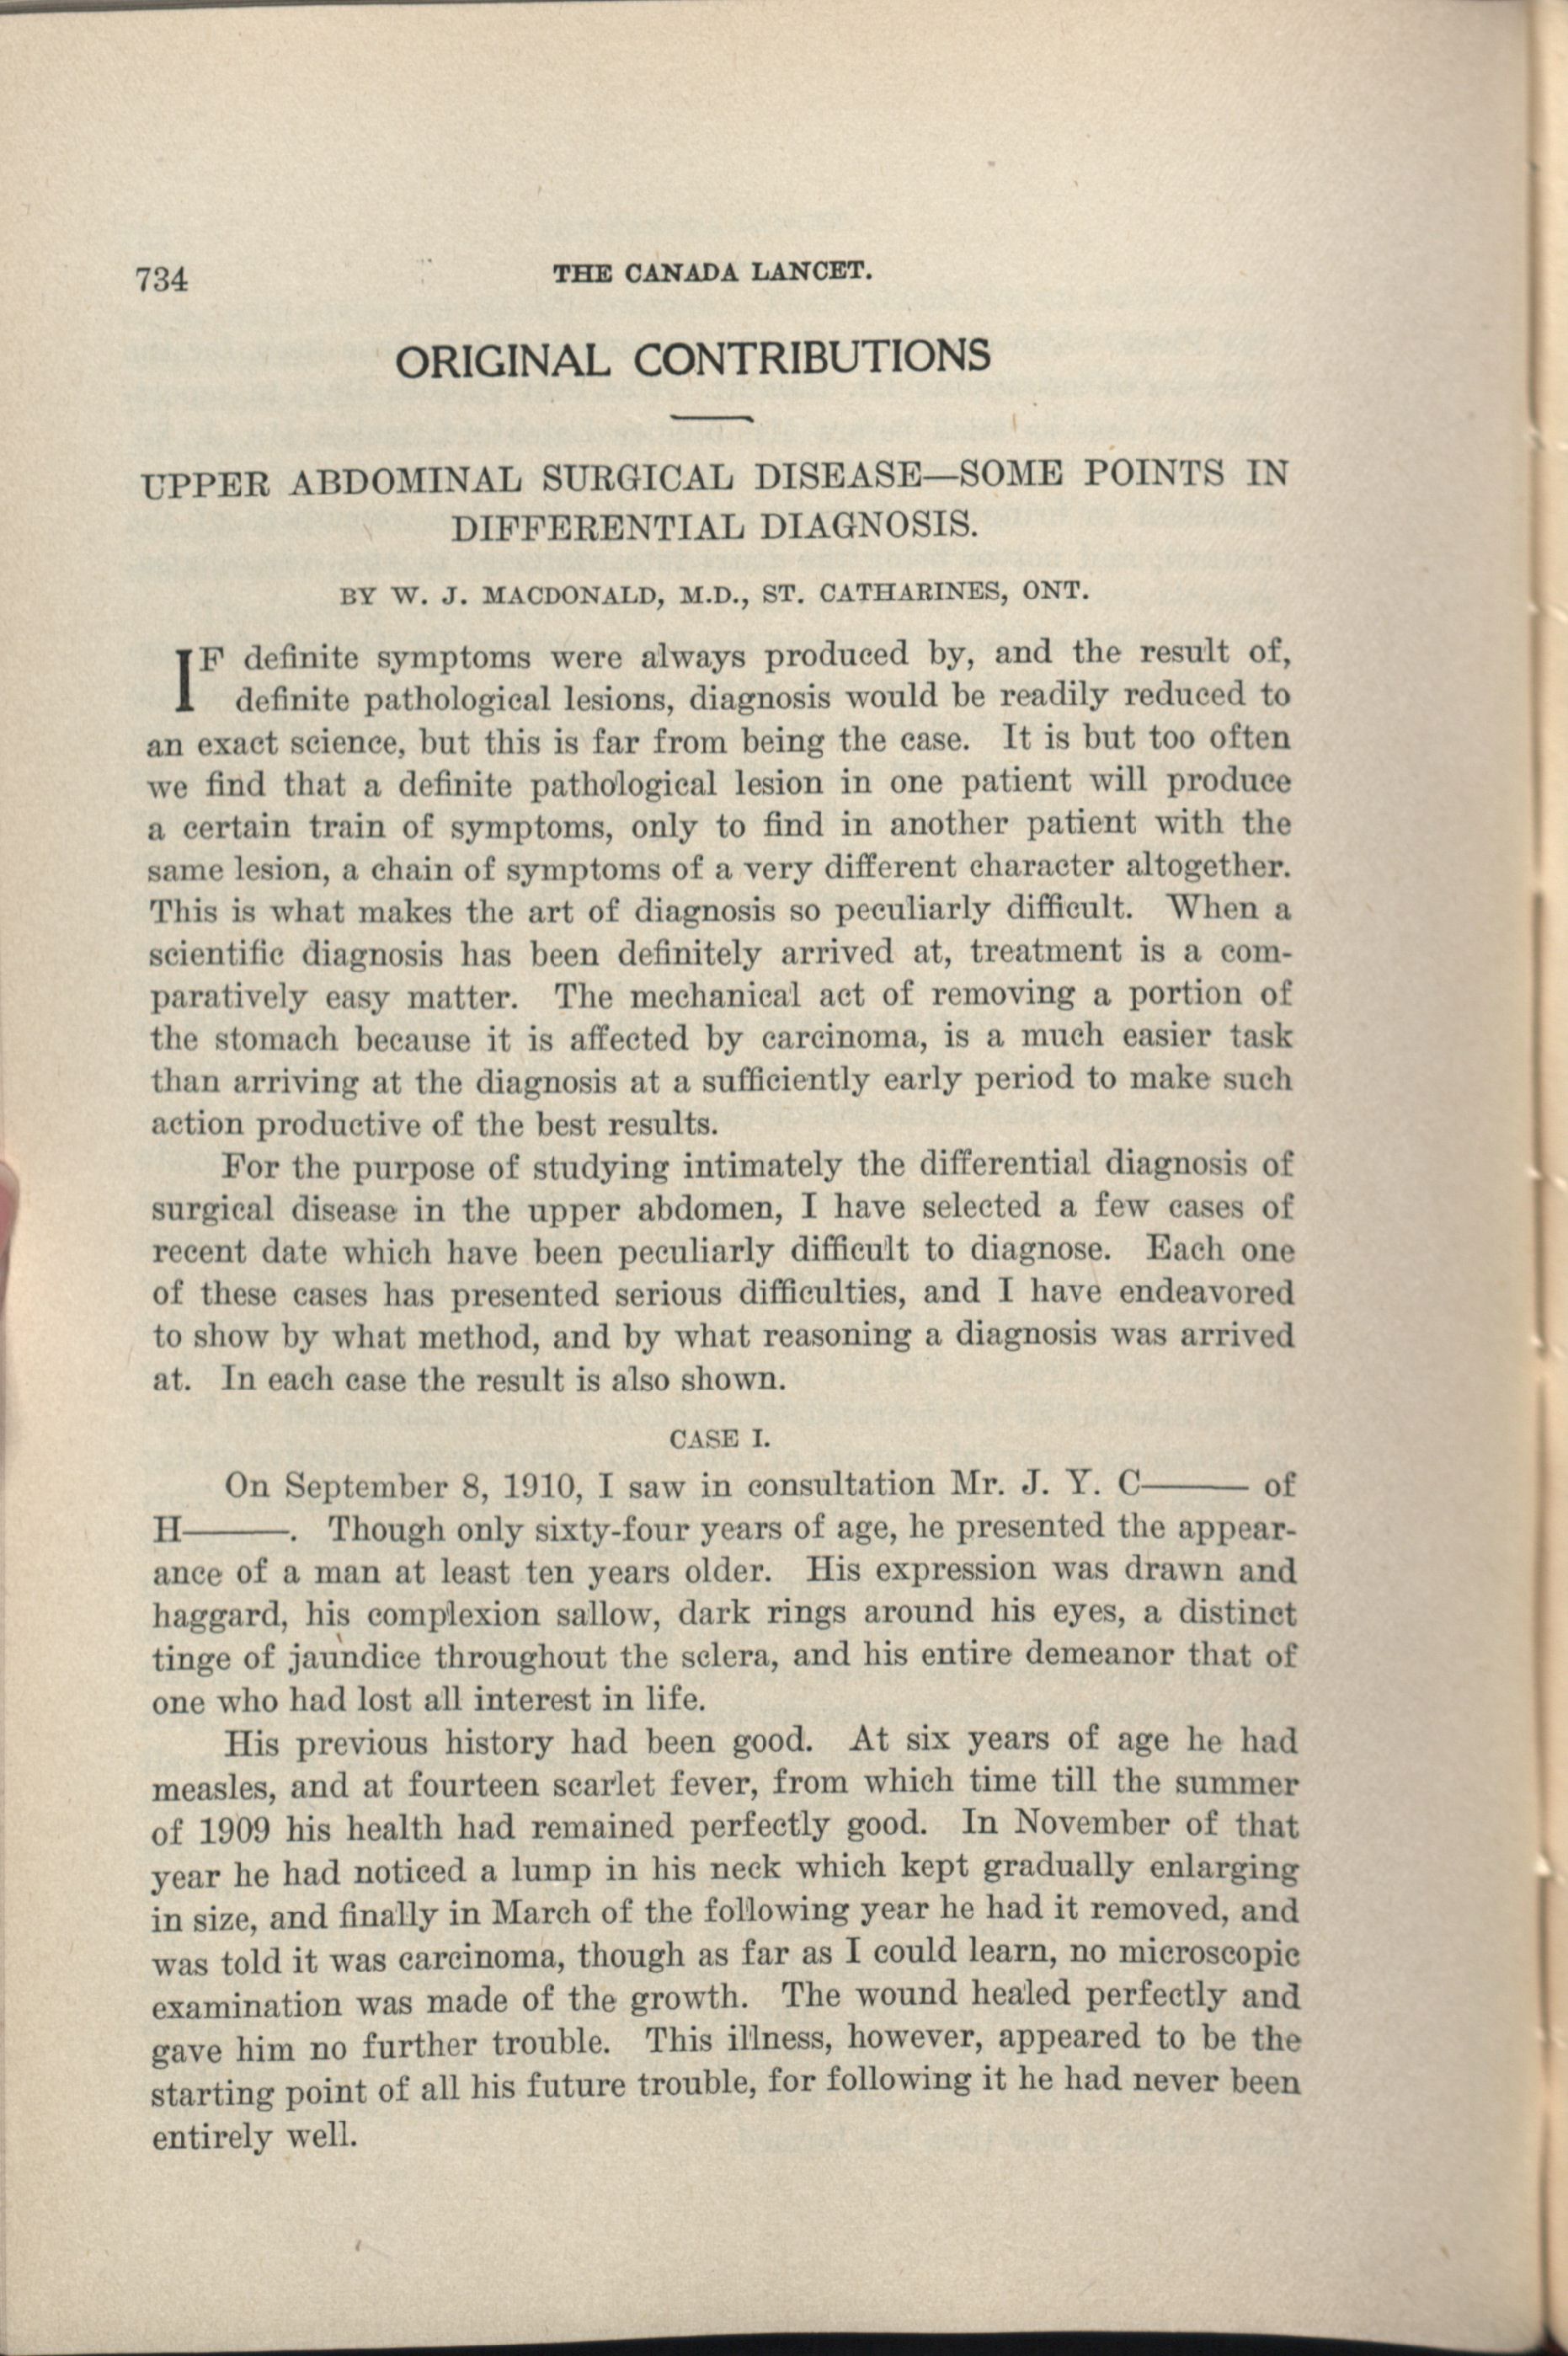 734
THE CANADA LANCET.
ORIGINAL CONTRIBUTIONS
UPPER ABDOMINAL SURGICAL DISEASE—SOME POINTS IN
DIFFERENTIAL DIAGNOSIS.
BY W. J. MACDONALD, M.D., ST. CATHARINES, ONT.
IF definite symptoms were always produced by, and the result of,
definite pathological lesions, diagnosis would be readily reduced to
an exact science, but this is far from being the case. It is but too often
we find that a definite pathological lesion in one patient will produce
a certain train of symptoms, only to find in another patient with the
same lesion, a chain of symptoms of a very different character altogether.
This is what makes the art of diagnosis so peculiarly difficult. When a
scientific diagnosis has been definitely arrived at, treatment is a com-
paratively easy matter. The mechanical act of removing a portion of
the stomach because it is affected by carcinoma, is a much easier task
than arriving at the diagnosis at a sufficiently early period to make such
action productive of the best results.
For the purpose of studying intimately the differential diagnosis of
surgical disease in the upper abdomen, I have selected a few cases of
recent date which have been peculiarly difficult to diagnose. Each one
of these cases has presented serious difficulties, and I have endeavored
to show by what method, and by what reasoning a diagnosis was arrived
at. In each case the result is also shown.
CASE I.
On September 8, 1910, I saw in consultation Mr. J. Y. C—— of
H——. Though only sixty-four years of age, he presented the appear-
ance of a man at least ten years older. His expression was drawn and
haggard, his complexion sallow, dark rings around his eyes, a distinct
tinge of jaundice throughout the sclera, and his entire demeanor that of
one who had lost all interest in life.
His previous history had been good. At six years of age he had
measles, and at fourteen scarlet fever, from which time till the summer
of 1909 his health had remained perfectly good. In November of that
year he had noticed a lump in his neck which kept gradually enlarging
in size, and finally in March of the following year he had it removed, and
was told it was carcinoma, though as far as I could learn, no microscopic
examination was made of the growth. The wound healed perfectly and
gave him no further trouble. This illness, however, appeared to be the
starting point of all his future trouble, for following it he had never been
entirely well.